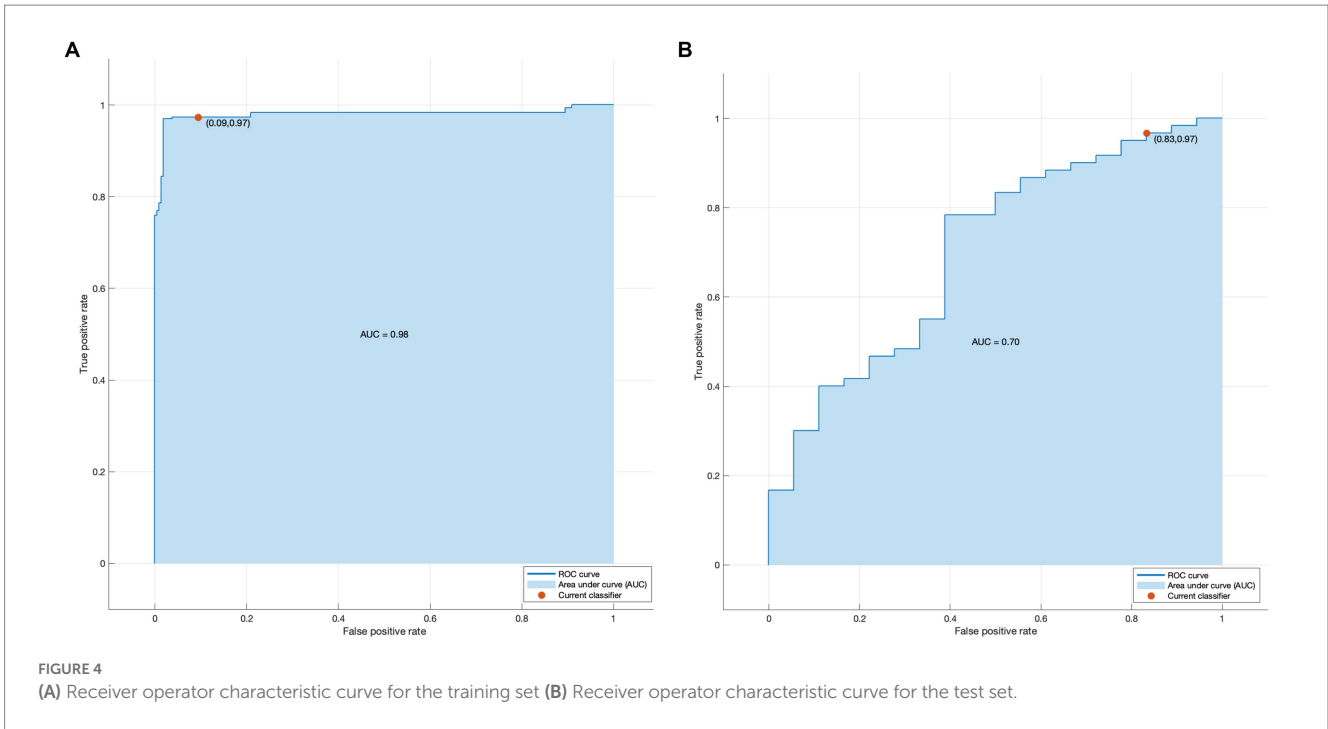 A
1
0.8
0.6
0.4
0.2
0
True positive rate
(0.09,0.97)
AUC = 0.98
ROC curve
Area under curve (AUC)
Current classifier
0
0.2
0.4
0.6
0.8
1
False positive rate
B
1
0.8
0.6
0.4
0.2
0
True positive rate
(0.83,0.97)
AUC = 0.70
ROC curve
Area under curve (AUC)
Current classifier
0
0.2
0.4
0.6
0.8
1
False positive rate
FIGURE 4
(A) Receiver operator characteristic curve for the training set (B) Receiver operator characteristic curve for the test set.